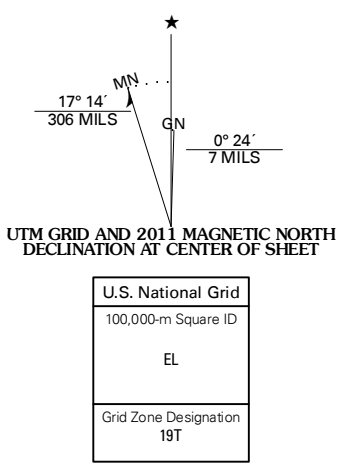 MN
17° 14´
306 MILS
GN
0° 24´
7 MILS
UTM GRID AND 2011 MAGNETIC NORTH
DECLINATION AT CENTER OF SHEET
U.S. National Grid
100,000-m Square ID
EL
Grid Zone Designation
19T